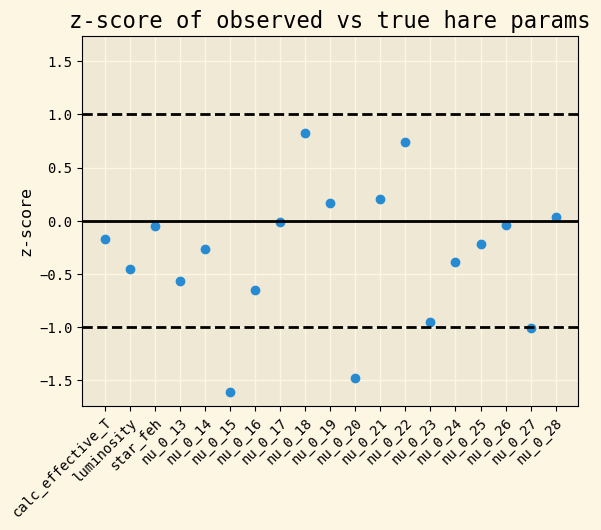 z-score of observed vs true hare params
z-score
1.5
1.0
0.5
0.0
−0.5
−1.0
−1.5
calc_effective_T
luminosity
star_feh
nu_0_13
nu_0_14
nu_0_15
nu_0_16
nu_0_17
nu_0_18
nu_0_19
nu_0_20
nu_0_21
nu_0_22
nu_0_23
nu_0_24
nu_0_25
nu_0_26
nu_0_27
nu_0_28